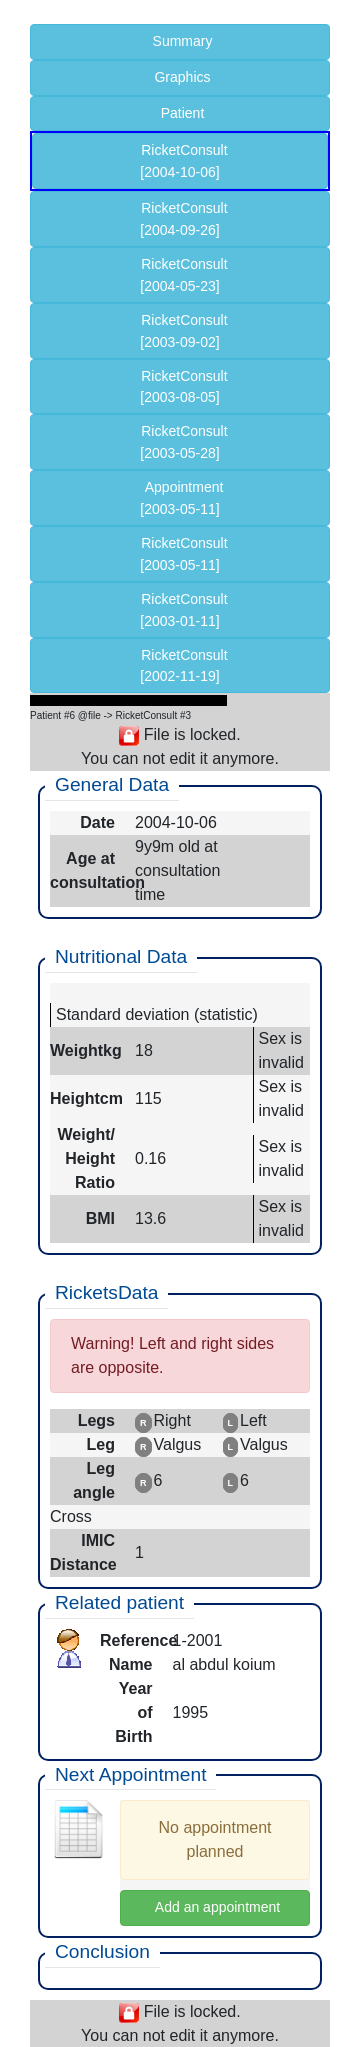 Summary
Graphics
Patient
RicketConsult
[2004-10-06]
RicketConsult
[2004-09-26]
RicketConsult
[2004-05-23]
RicketConsult
[2003-09-02]
RicketConsult
[2003-08-05]
RicketConsult
[2003-05-28]
Appointment
[2003-05-11]
RicketConsult
[2003-05-11]
RicketConsult
[2003-01-11]
RicketConsult
[2002-11-19]
Patient #6 @file -> RicketConsult #3
File is locked.
You can not edit it anymore.
General Data
Date 2004-10-06
Age at consultation 9y9m old at
consultation
time
Nutritional Data
Standard deviation (statistic)
Weightkg 18 Sex is
invalid
Heightcm 115 Sex is
invalid
Weight/
Height
Ratio 0.16 Sex is
invalid
BMI 13.6 Sex is
invalid
RicketsData
Warning! Left and right sides
are opposite.
Legs R Right L Left
Leg R Valgus L Valgus
Leg
angle R 6 L 6
Cross
IMIC
Distance 1
Related patient
Reference 1-2001
Name al abdul koium
Year
of
Birth 1995
Next Appointment
No appointment
planned
Add an appointment
Conclusion
File is locked.
You can not edit it anymore.